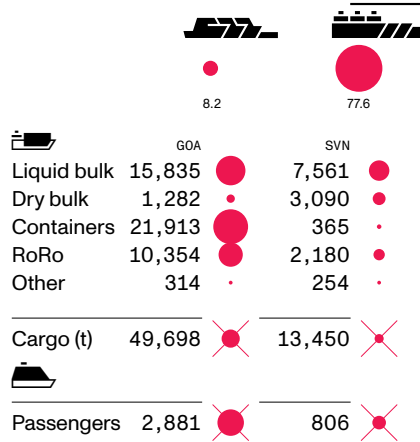 8.2 77.6
GOA SVN
Liquid bulk 15,835 7,561
Dry bulk 1,282 3,090
Containers 21,913 365
RoRo 10,354 2,180
Other 314 254
Cargo (t) 49,698 13,450
Passengers 2,881 806